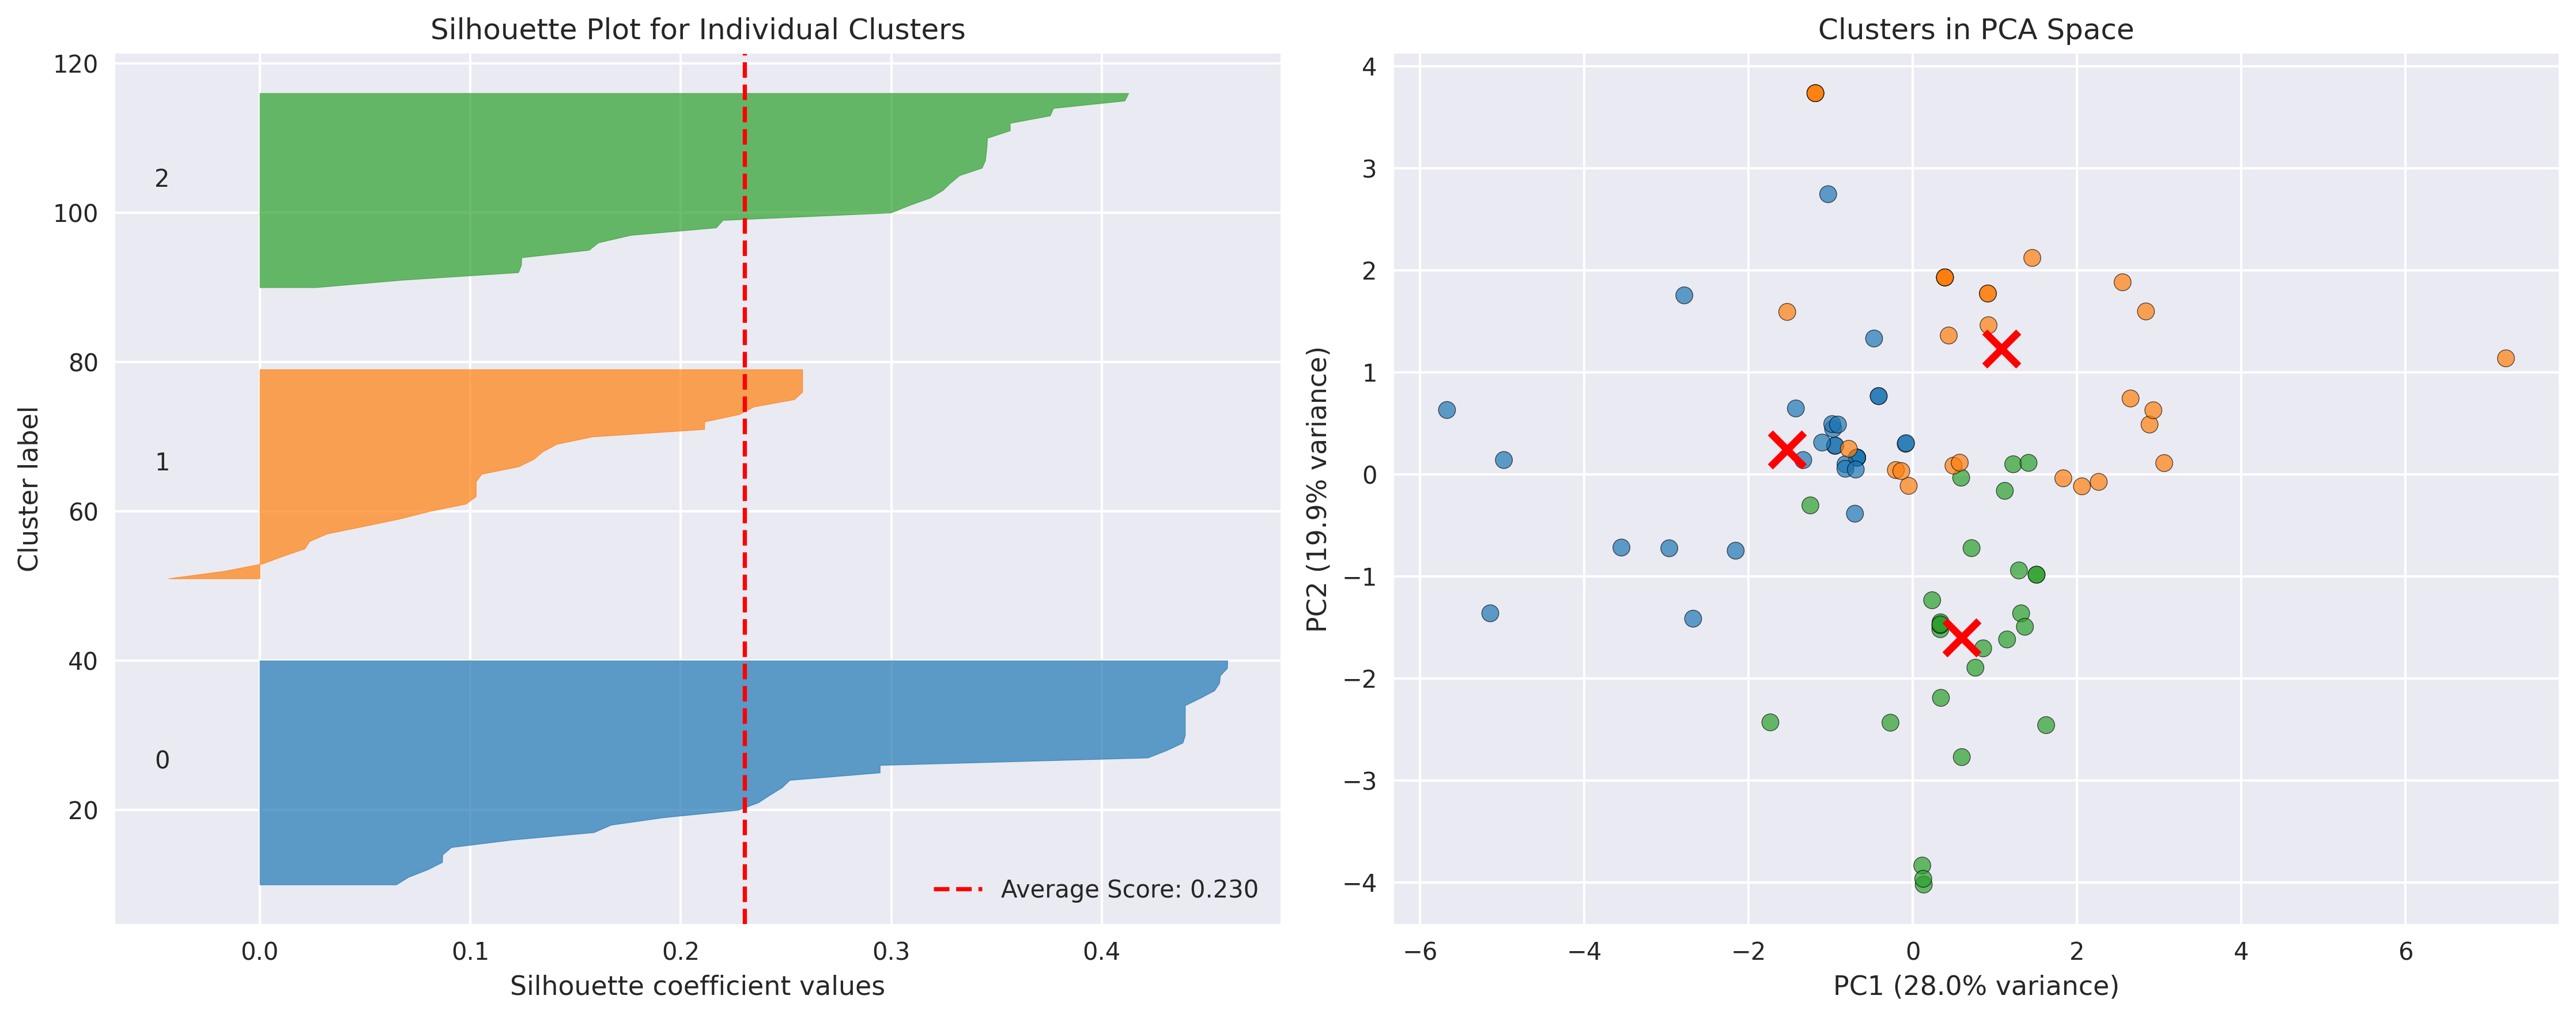 Silhouette Plot for Individual Clusters
120
100
80
60
40
20
Cluster label
2
1
0
Average Score: 0.230
0.0 0.1 0.2 0.3 0.4
Silhouette coefficient values
Clusters in PCA Space
4
3
2
1
0
−1
−2
−3
−4
PC2 (19.9% variance)
−6 −4 −2 0 2 4 6
PC1 (28.0% variance)